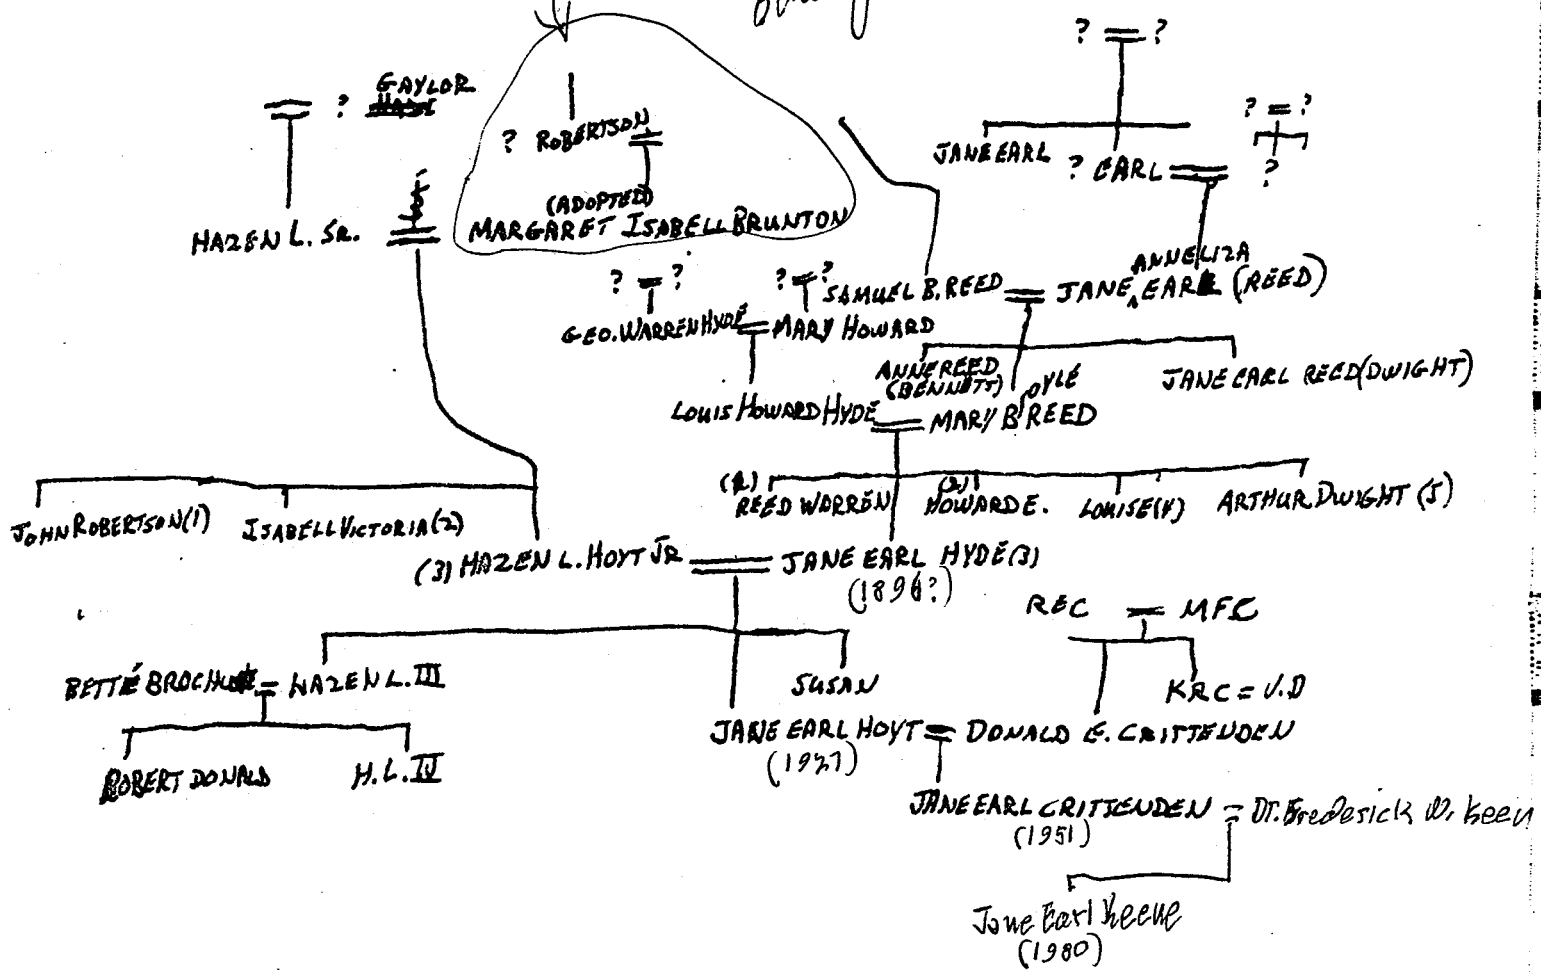 ? = ?
GAYLOR
?
? = ?
? ROBERTSON
JANE EARL
? EARL = ?
(ADOPTED)
HAZEN L. SR. = MARGARET ISABELL BRUNTON
ANNELIZA
? = ?
? = ?
SAMUEL B. REED = JANE ^ EARL (REED)
GEO. WARREN HYDE = MARY HOWARD
ANNE REED
(BENNETT)
JANE EARL REED (DWIGHT)
OYLE
LOUIS HOWARD HYDE = MARY B REED
(2)
REED WARREN
HOWARD E.
LOUISE (4)
ARTHUR DWIGHT (5)
JOHN ROBERTSON (1)
ISABELL VICTORIA (2)
(3) HAZEN L. HOYT JR = JANE EARL HYDE (3)
(1896?)
REC = MFC
BETTE = HAZEN L. III
SUSAN
KRC = V.D
JANE EARL HOYT = DONALD E. CRITTENDEN
(1927)
ROBERT DONALD
H.L. IV
JANE EARL CRITTENDEN = Dr. Frederick W. Keen
(1951)
Jane Earl Keene
(1980)